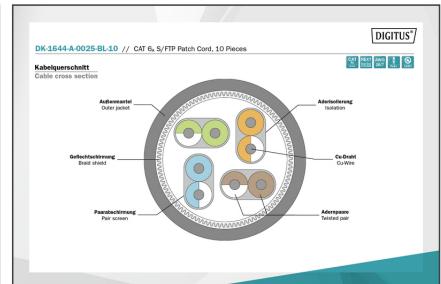 DIGITUS®
DK-1644-A-0025-BL-10 // CAT 6A S/FTP Patch Cord, 10 Pieces
Kabelquerschnitt
Cable cross section
Außenmantel
Outer jacket
Aderisolierung
Isolation
Geflechtschirmung
Braid shield
Cu-Draht
Cu-Wire
Paarabschirmung
Pair screen
Adernpaare
Twisted pair